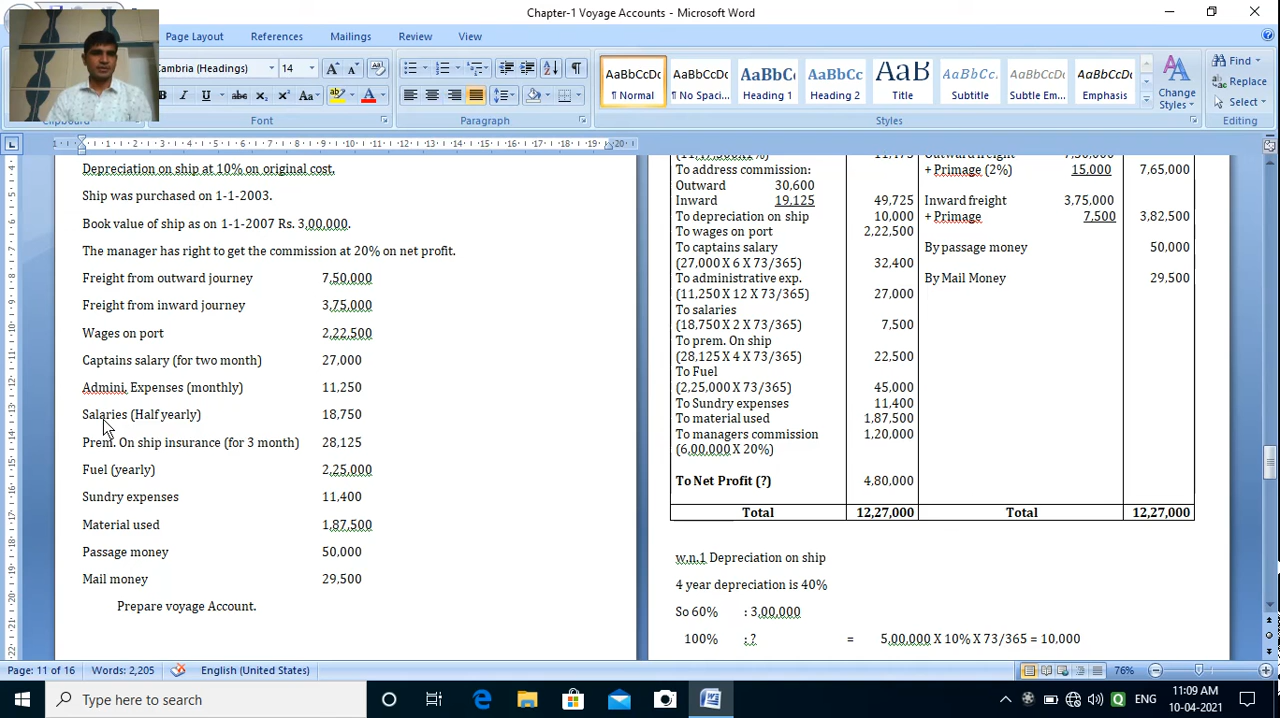 Chapter-1 Voyage Accounts - Microsoft Word
Page Layout
References
Mailings
Review
View
Cambria (Headings)
14
Font
Paragraph
AaBbCcDc
¶ Normal
AaBbCcDc
¶ No Spaci...
AaBbC
Heading 1
AaBbCc
Heading 2
AaB
Title
AaBbCc
Subtitle
AaBbCcDc
Subtle Em...
AaBbCcDc
Emphasis
Change
Styles
Styles
Find
Replace
Select
Editing
Depreciation on ship at 10% on original cost.
Ship was purchased on 1-1-2003.
Book value of ship as on 1-1-2007 Rs. 3,00,000.
The manager has right to get the commission at 20% on net profit.
Freight from outward journey 7,50,000
Freight from inward journey 3,75,000
Wages on port 2,22,500
Captains salary (for two month) 27,000
Admini. Expenses (monthly) 11,250
Salaries (Half yearly) 18,750
Prem. On ship insurance (for 3 month) 28,125
Fuel (yearly) 2,25,000
Sundry expenses 11,400
Material used 1,87,500
Passage money 50,000
Mail money 29,500
Prepare voyage Account.
To address commission:
Outward 30,600
Inward 19,125 49,725
To depreciation on ship 10,000
To wages on port 2,22,500
To captains salary
(27,000 X 6 X 73/365) 32,400
To administrative exp.
(11,250 X 12 X 73/365) 27,000
To salaries
(18,750 X 2 X 73/365) 7,500
To prem. On ship
(28,125 X 4 X 73/365) 22,500
To Fuel
(2,25,000 X 73/365) 45,000
To Sundry expenses 11,400
To material used 1,87,500
To managers commission 1,20,000
(6,00,000 X 20%)
To Net Profit (?) 4,80,000
Total 12,27,000
+ Primage (2%) 15,000 7,65,000
Inward freight 3,75,000
+ Primage 7,500 3,82,500
By passage money 50,000
By Mail Money 29,500
Total 12,27,000
w.n.1 Depreciation on ship
4 year depreciation is 40%
So 60% : 3,00,000
100% : ? = 5,00,000 X 10% X 73/365 = 10.000
Page: 11 of 16
Words: 2,205
English (United States)
76%
Type here to search
ENG
11:09 AM
10-04-2021